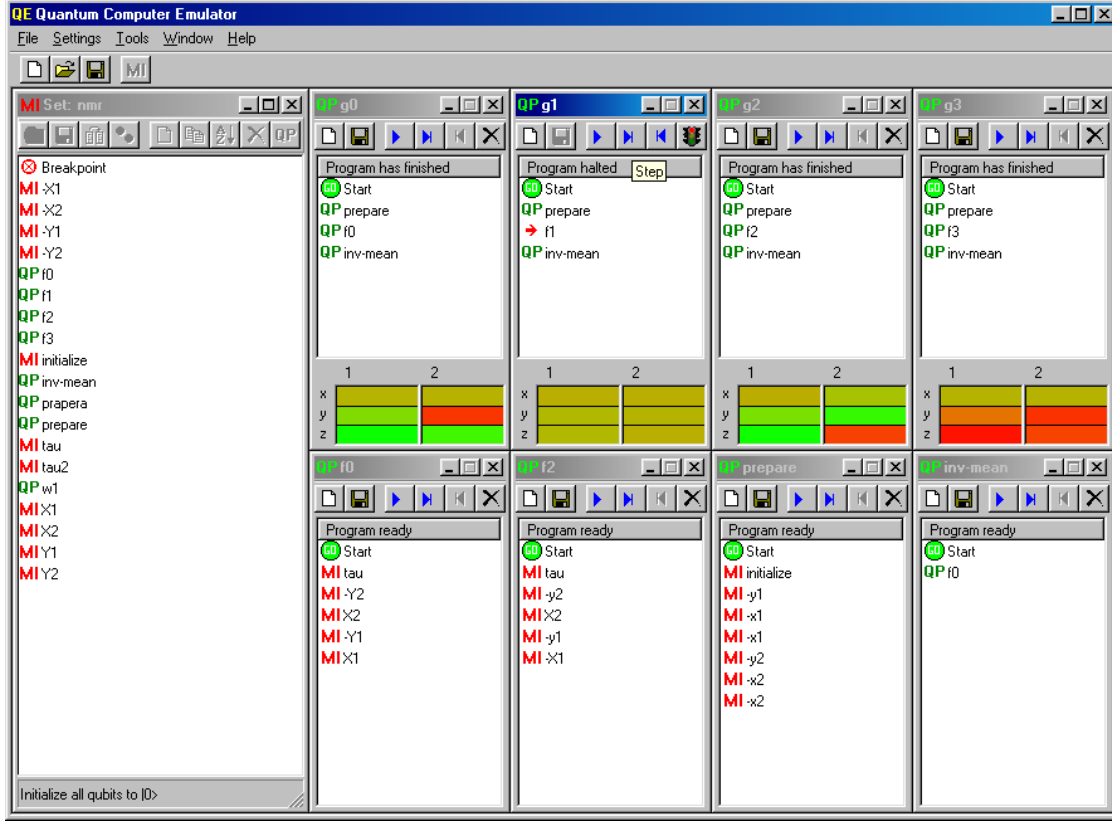 QE Quantum Computer Emulator
File Settings Tools Window Help
MI
MI Set: nmr
QP
Breakpoint
MI -X1
MI -X2
MI -Y1
MI -Y2
QP f0
QP f1
QP f2
QP f3
MI initialize
QP inv-mean
QP prapera
QP prepare
MI tau
MI tau2
QP w1
MI X1
MI X2
MI Y1
MI Y2
Initialize all qubits to |0>
QP g0
Program has finished
GO Start
QP prepare
QP f0
QP inv-mean
1 2
x
y
z
QP g1
Program halted
Step
GO Start
QP prepare
f1
QP inv-mean
1 2
x
y
z
QP g2
Program has finished
GO Start
QP prepare
QP f2
QP inv-mean
1 2
x
y
z
QP g3
Program has finished
GO Start
QP prepare
QP f3
QP inv-mean
1 2
x
y
z
QP f0
Program ready
GO Start
MI tau
MI -Y2
MI X2
MI -Y1
MI X1
QP f2
Program ready
GO Start
MI tau
MI -y2
MI X2
MI -y1
MI -X1
QP prepare
Program ready
GO Start
MI initialize
MI -y1
MI -x1
MI -x1
MI -y2
MI -x2
MI -x2
QP inv-mean
Program ready
GO Start
QP f0